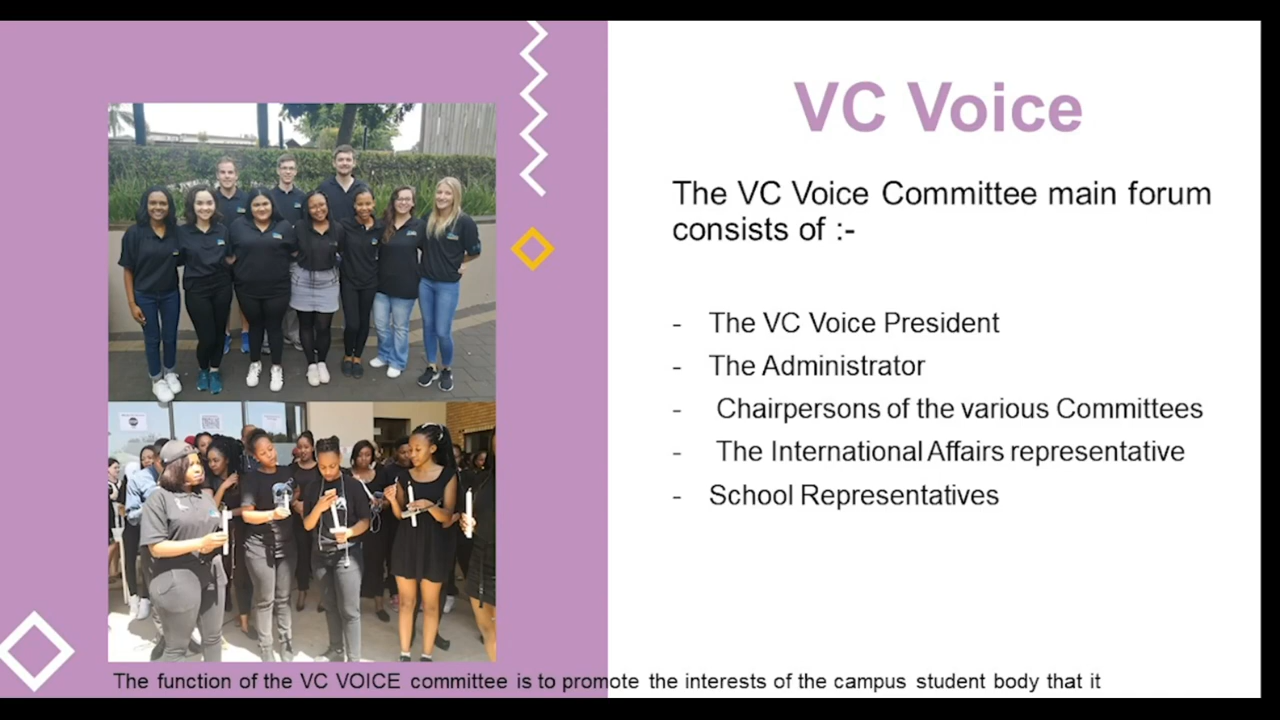 VC Voice
The VC Voice Committee main forum
consists of :-
- The VC Voice President
- The Administrator
- Chairpersons of the various Committees
- The International Affairs representative
- School Representatives
The function of the VC VOICE committee is to promote the interests of the campus student body that it